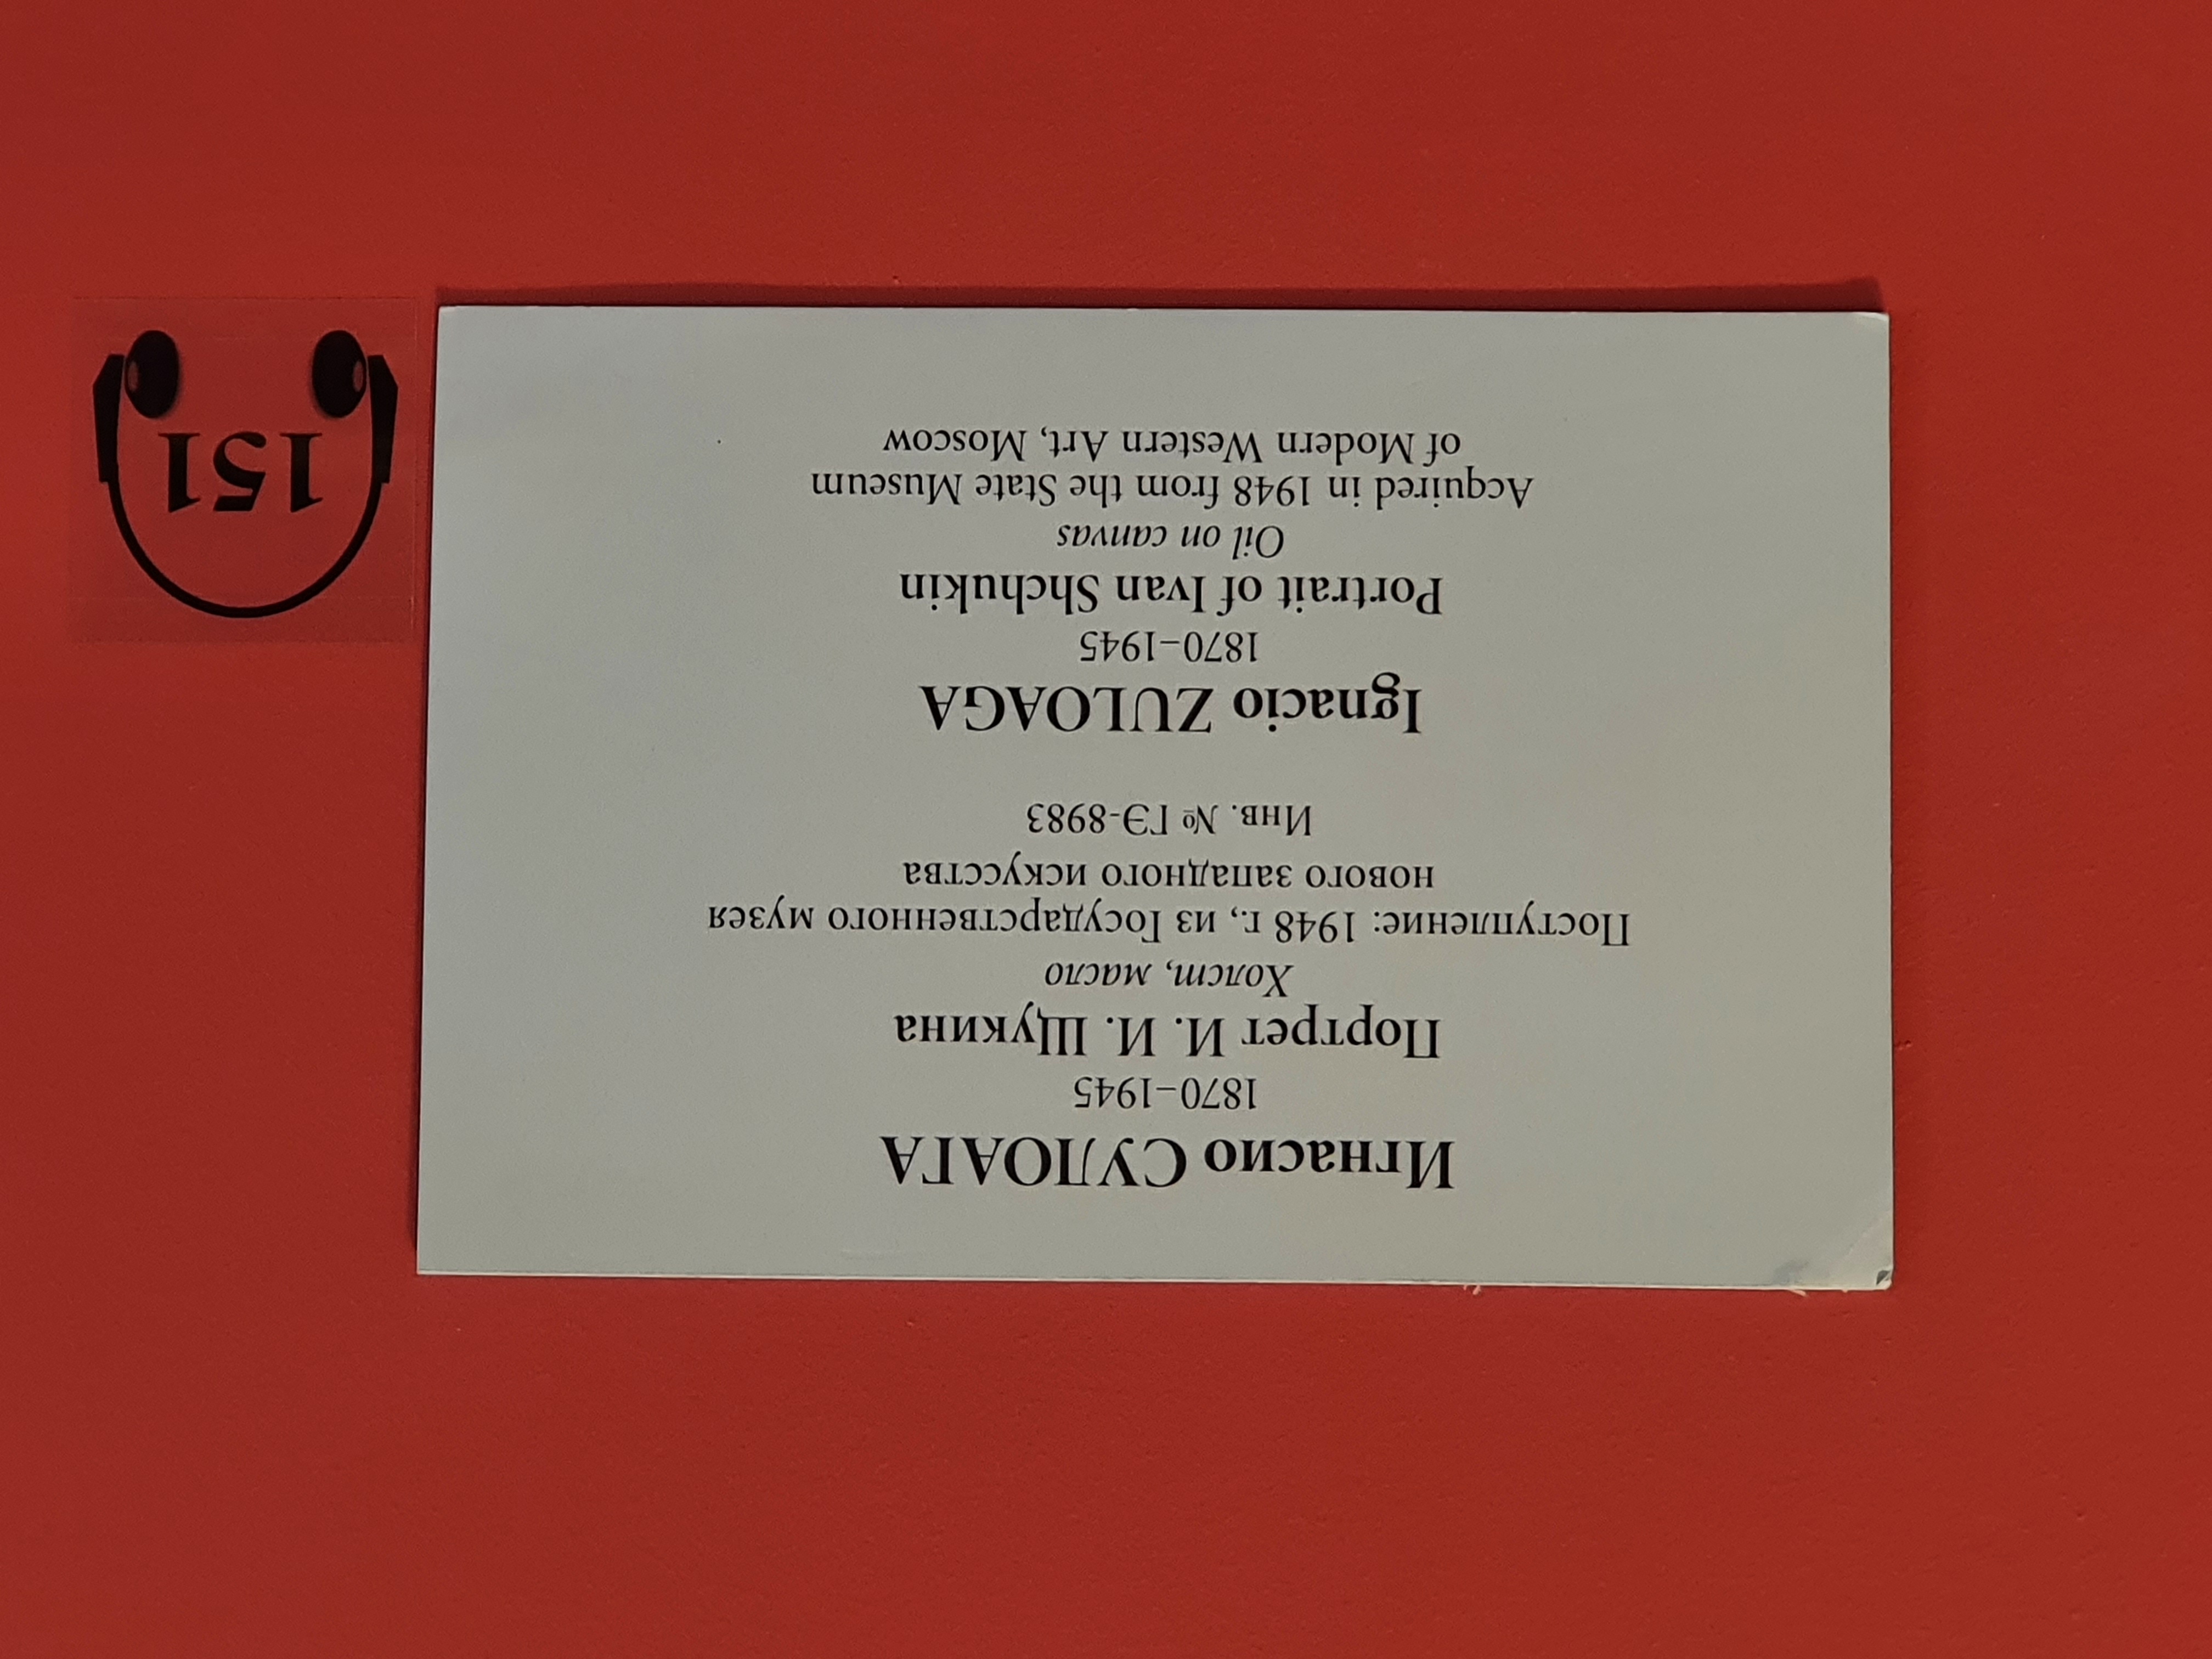 Игнасио СУЛОАГА
1870–1945
Портрет И. И. Щукина
Холст, масло
Поступление: 1948 г., из Государственного музея
нового западного искусства
Инв. № ГЭ-8983
Ignacio ZULOAGA
1870–1945
Portrait of Ivan Shchukin
Oil on canvas
Acquired in 1948 from the State Museum
of Modern Western Art, Moscow
151